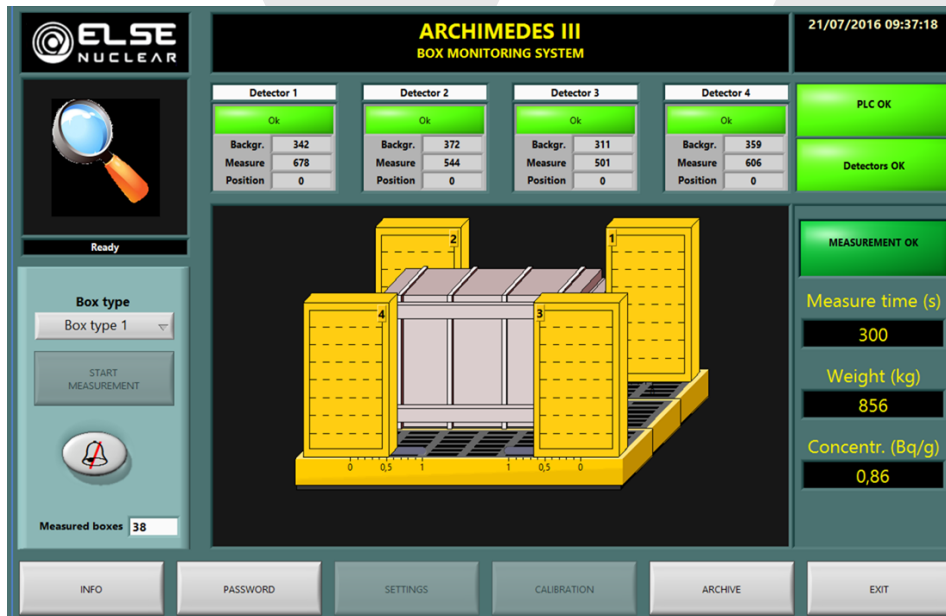 ELSE
NUCLEAR
ARCHIMEDES III
BOX MONITORING SYSTEM
21/07/2016 09:37:18
Detector 1
Ok
Backgr. 342
Measure 678
Position 0
Detector 2
Ok
Backgr. 372
Measure 544
Position 0
Detector 3
Ok
Backgr. 311
Measure 501
Position 0
Detector 4
Ok
Backgr. 359
Measure 606
Position 0
PLC OK
Detectors OK
Ready
Box type
Box type 1
START
MEASUREMENT
Measured boxes 38
2
1
4
3
0 0,5 1 1 0,5 0
MEASUREMENT OK
Measure time (s)
300
Weight (kg)
856
Concentr. (Bq/g)
0,86
INFO
PASSWORD
SETTINGS
CALIBRATION
ARCHIVE
EXIT